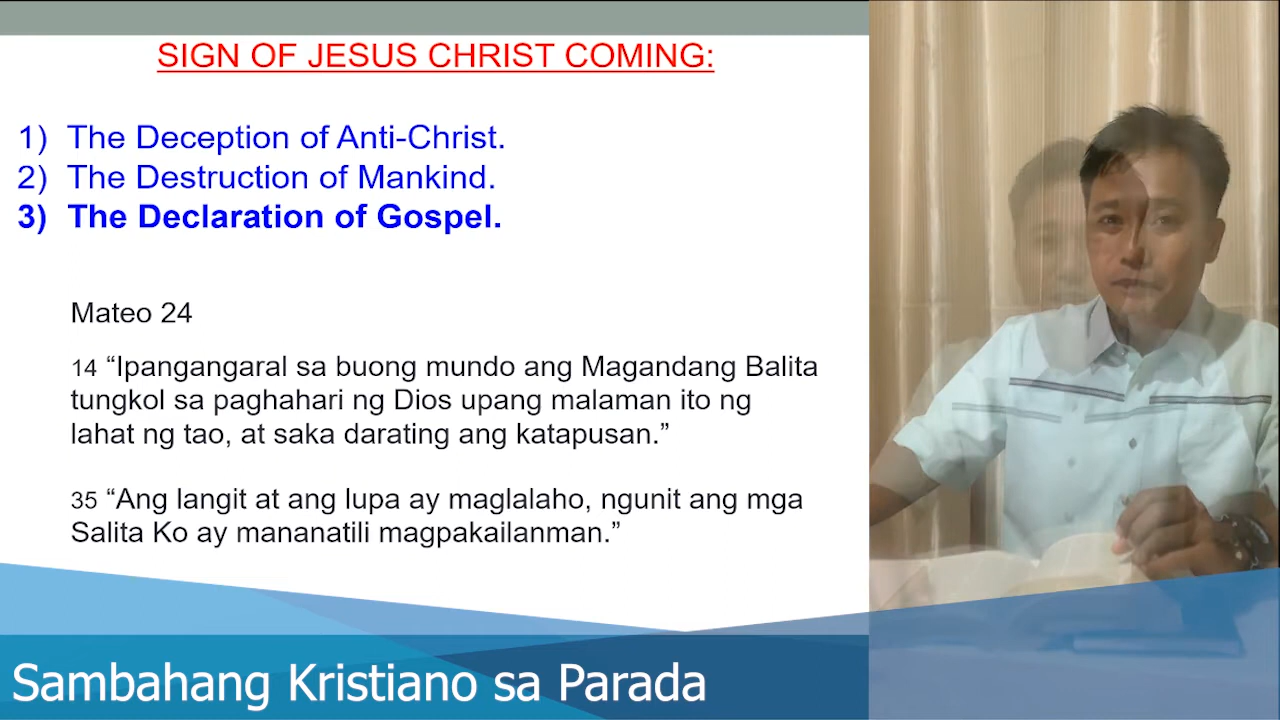 SIGN OF JESUS CHRIST COMING:
1) The Deception of Anti-Christ.
2) The Destruction of Mankind.
3) The Declaration of Gospel.
Mateo 24
14 “Ipangangaral sa buong mundo ang Magandang Balita
tungkol sa paghahari ng Dios upang malaman ito ng
lahat ng tao, at saka darating ang katapusan.”
35 “Ang langit at ang lupa ay maglalaho, ngunit ang mga
Salita Ko ay mananatili magpakailanman.”
Sambahang Kristiano sa Parada